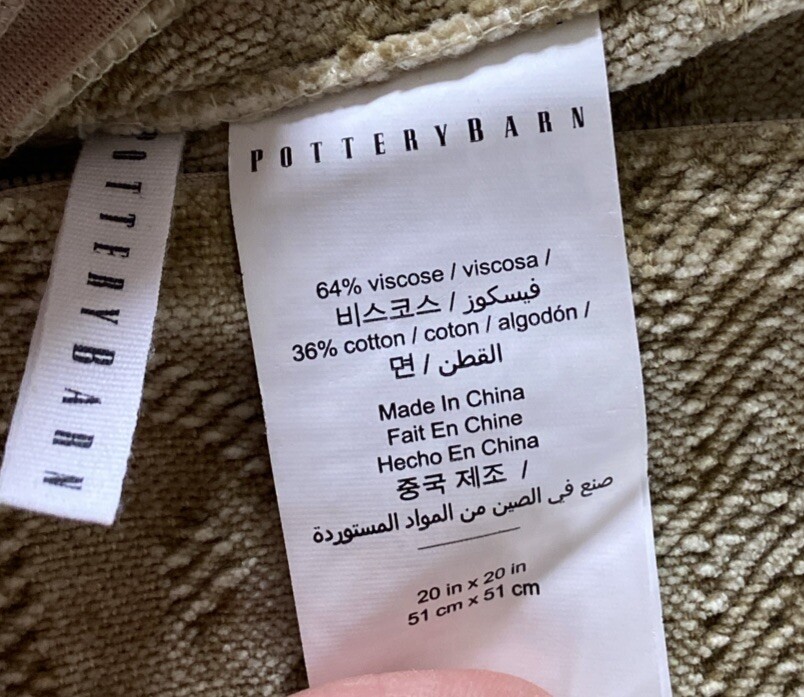 POTTERYBARN
POTTERYBARN
64% viscose / viscosa /
비스코스 / فيسكوز
36% cotton / coton / algodón /
면 / القطن
Made In China
Fait En Chine
Hecho En China
중국 제조 /
صنع في الصين من المواد المستوردة
20 in x 20 in
51 cm x 51 cm